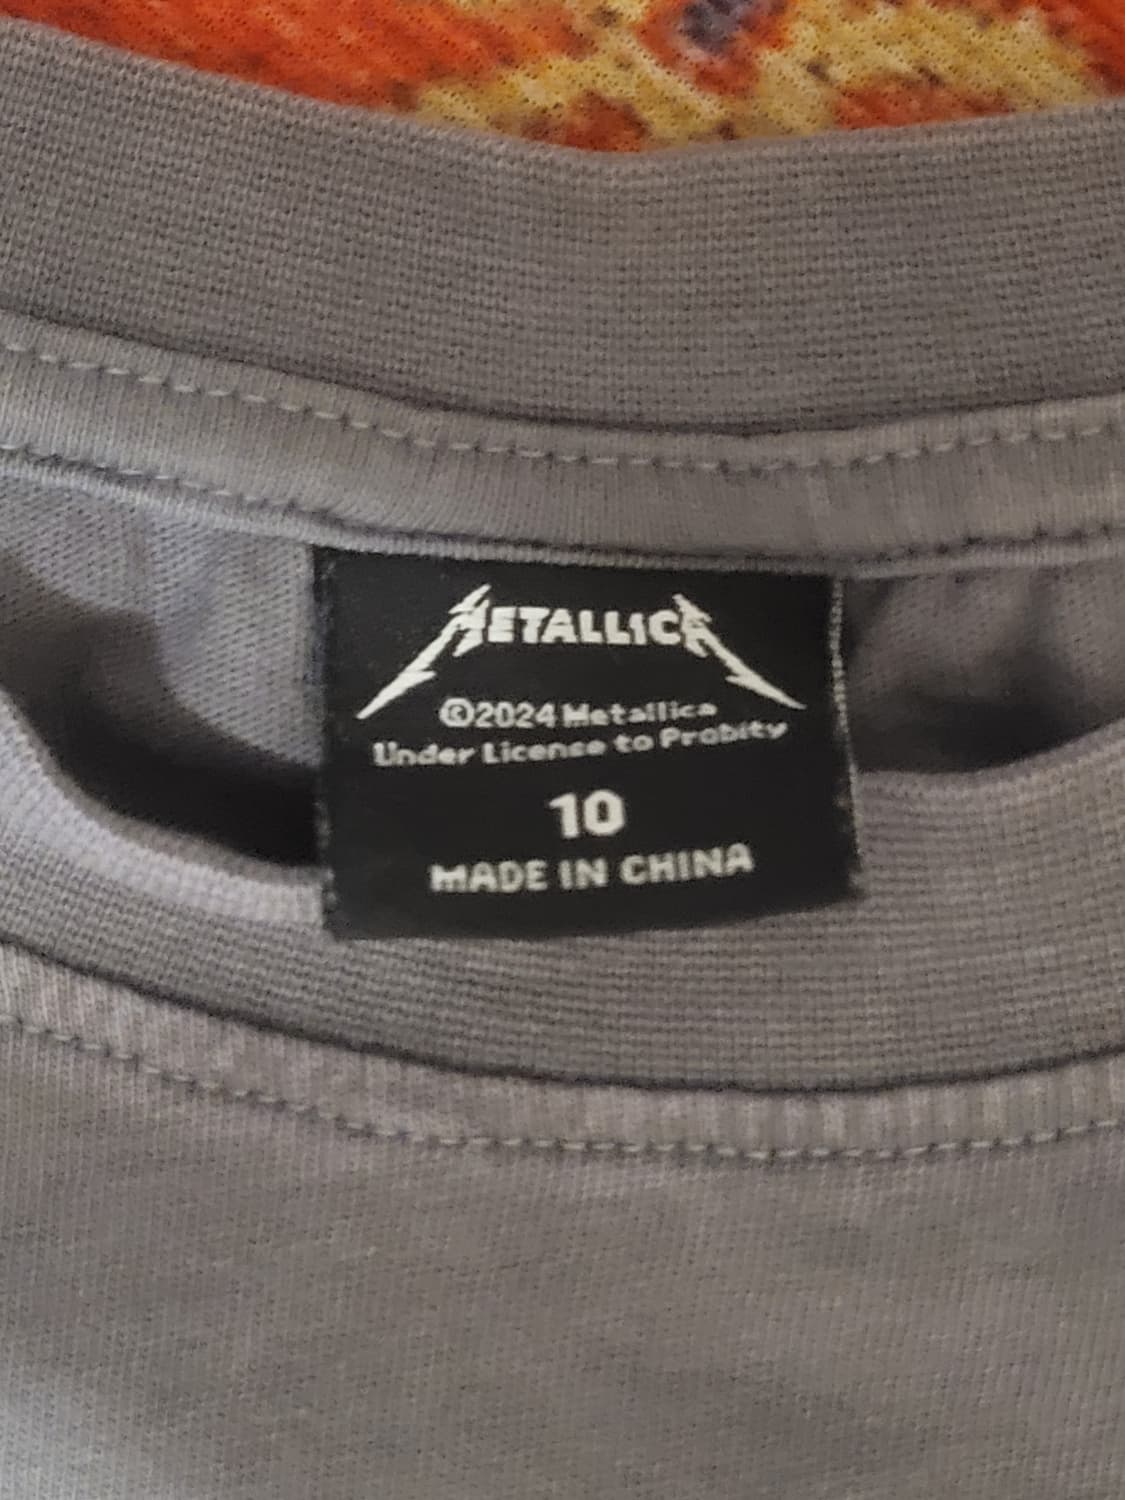 METALLICA
©2024 Metallica
Under License to Probity
10
MADE IN CHINA